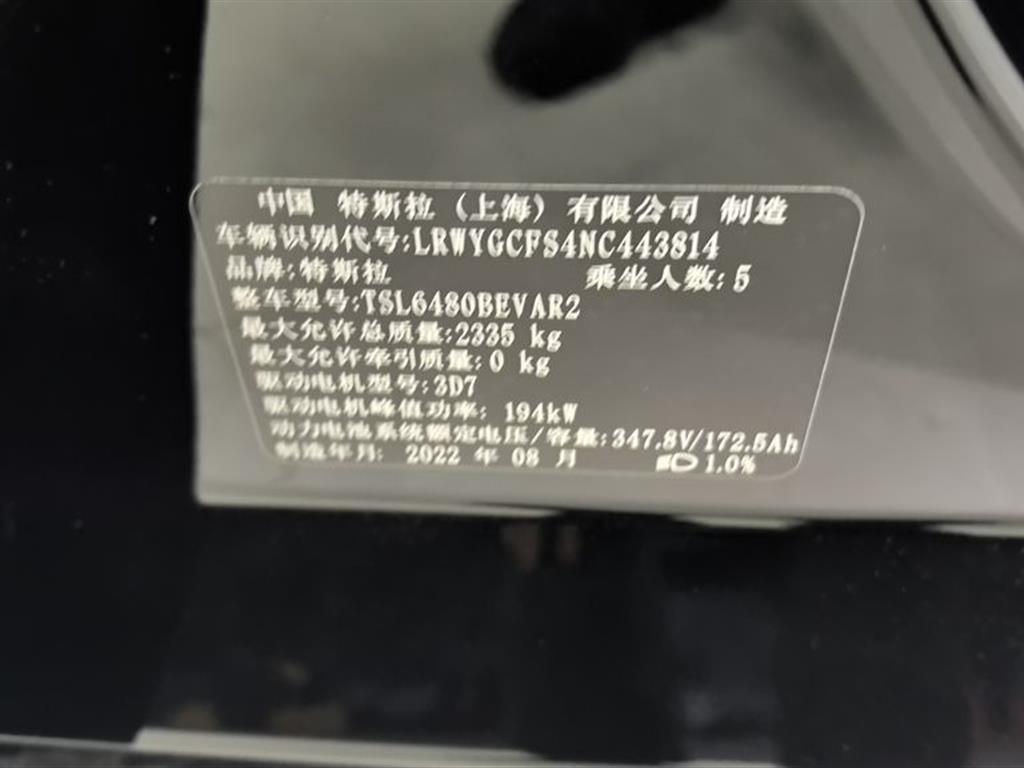 中国 特斯拉（上海）有限公司 制造
车辆识别代号:LRWYGCFS4NC443814
品牌:特斯拉 乘坐人数:5
整车型号:TSL6480BEVAR2
最大允许总质量:2335 kg
最大允许牵引质量:0 kg
驱动电机型号:3D7
驱动电机峰值功率: 194kW
动力电池系统额定电压/容量:347.8V/172.5Ah
制造年月: 2022 年 08 月 1.0%